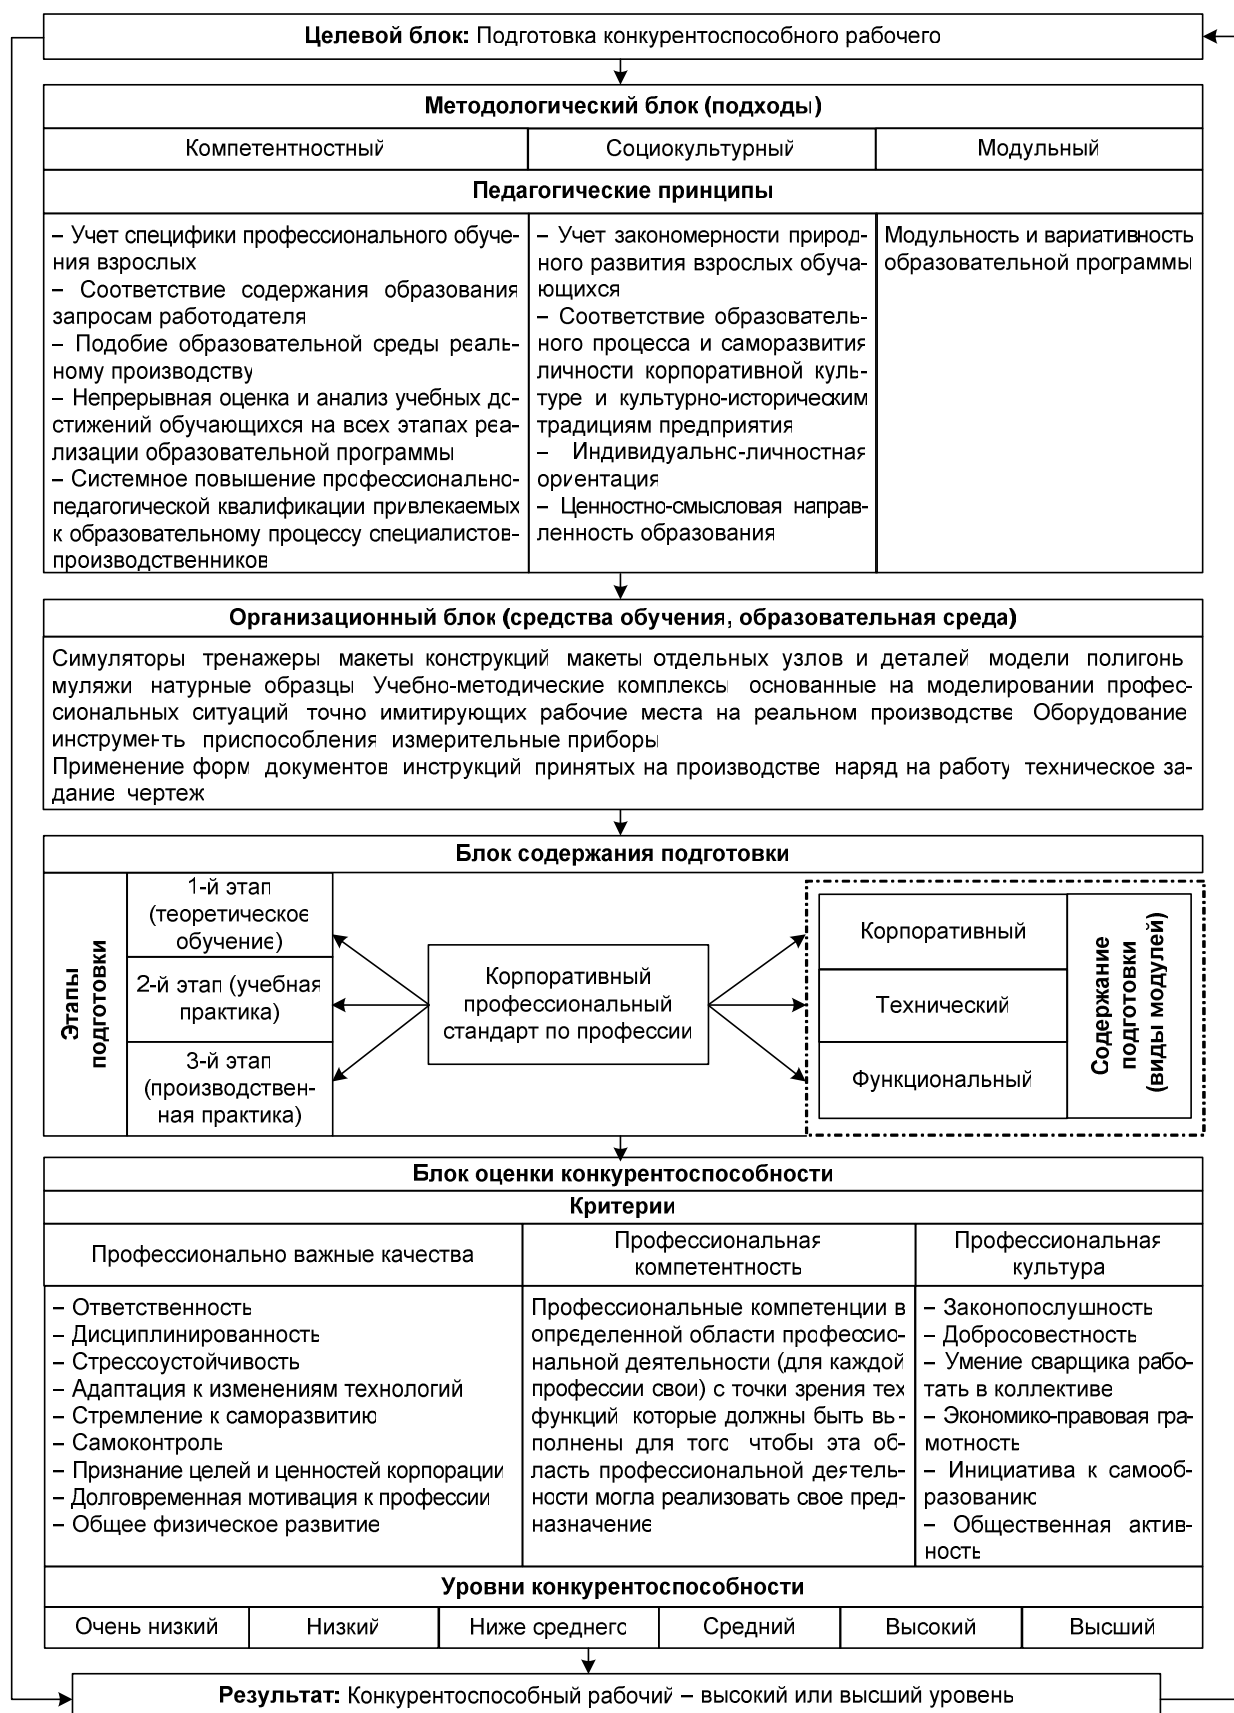 Целевой блок: Подготовка конкурентоспособного рабочего
Методологический блок (подходы)
Компетентностный
Социокультурный
Модульный
Педагогические принципы
– Учет специфики профессионального обуче-
ния взрослых
– Соответствие содержания образования
запросам работодателя
– Подобие образовательной среды реаль-
ному производству
– Непрерывная оценка и анализ учебных до-
стижений обучающихся на всех этапах реа-
лизации образовательной программы
– Системное повышение профессионально-
педагогической квалификации привлекаемых
к образовательному процессу специалистов-
производственников
– Учет закономерности природ-
ного развития взрослых обуча-
ющихся
– Соответствие образователь-
ного процесса и саморазвития
личности корпоративной куль-
туре и культурно-историческим
традициям предприятия
– Индивидуально-личностная
ориентация
– Ценностно-смысловая направ-
ленность образования
Модульность и вариативность
образовательной программы
Организационный блок (средства обучения, образовательная среда)
Симуляторы тренажеры макеты конструкций макеты отдельных узлов и деталей модели полигонь
муляжи натурные образцы Учебно-методические комплексы основанные на моделировании профес-
сиональных ситуаций точно имитирующих рабочие места на реальном производстве Оборудование
инструмент приспособления измерительные приборы
Применение форм документов инструкций принятых на производстве наряд на работу техническое за-
дание чертеж
Блок содержания подготовки
Этапы
подготовки
1-й этап
(теоретическое
обучение)
2-й этап (учебная
практика)
3-й этап
(производствен-
ная практика)
Корпоративный
профессиональный
стандарт по профессии
Корпоративный
Технический
Функциональный
Содержание
подготовки
(виды модулей)
Блок оценки конкурентоспособности
Критерии
Профессионально важные качества
Профессиональная
компетентность
Профессиональная
культура
– Ответственность
– Дисциплинированность
– Стрессоустойчивость
– Адаптация к изменениям технологий
– Стремление к саморазвитию
– Самоконтроль
– Признание целей и ценностей корпорации
– Долговременная мотивация к профессии
– Общее физическое развитие
Профессиональные компетенции в
определенной области профессио-
нальной деятельности (для каждой
профессии свои) с точки зрения тех
функций которые должны быть вы-
полнены для того чтобы эта об-
ласть профессиональной деятель-
ности могла реализовать свое пред-
назначение
– Законопослушность
– Добросовестность
– Умение сварщика рабо-
тать в коллективе
– Экономико-правовая гра-
мотность
– Инициатива к самооб-
разованию
– Общественная актив-
ность
Уровни конкурентоспособности
Очень низкий
Низкий
Ниже среднего
Средний
Высокий
Высший
Результат: Конкурентоспособный рабочий – высокий или высший уровень